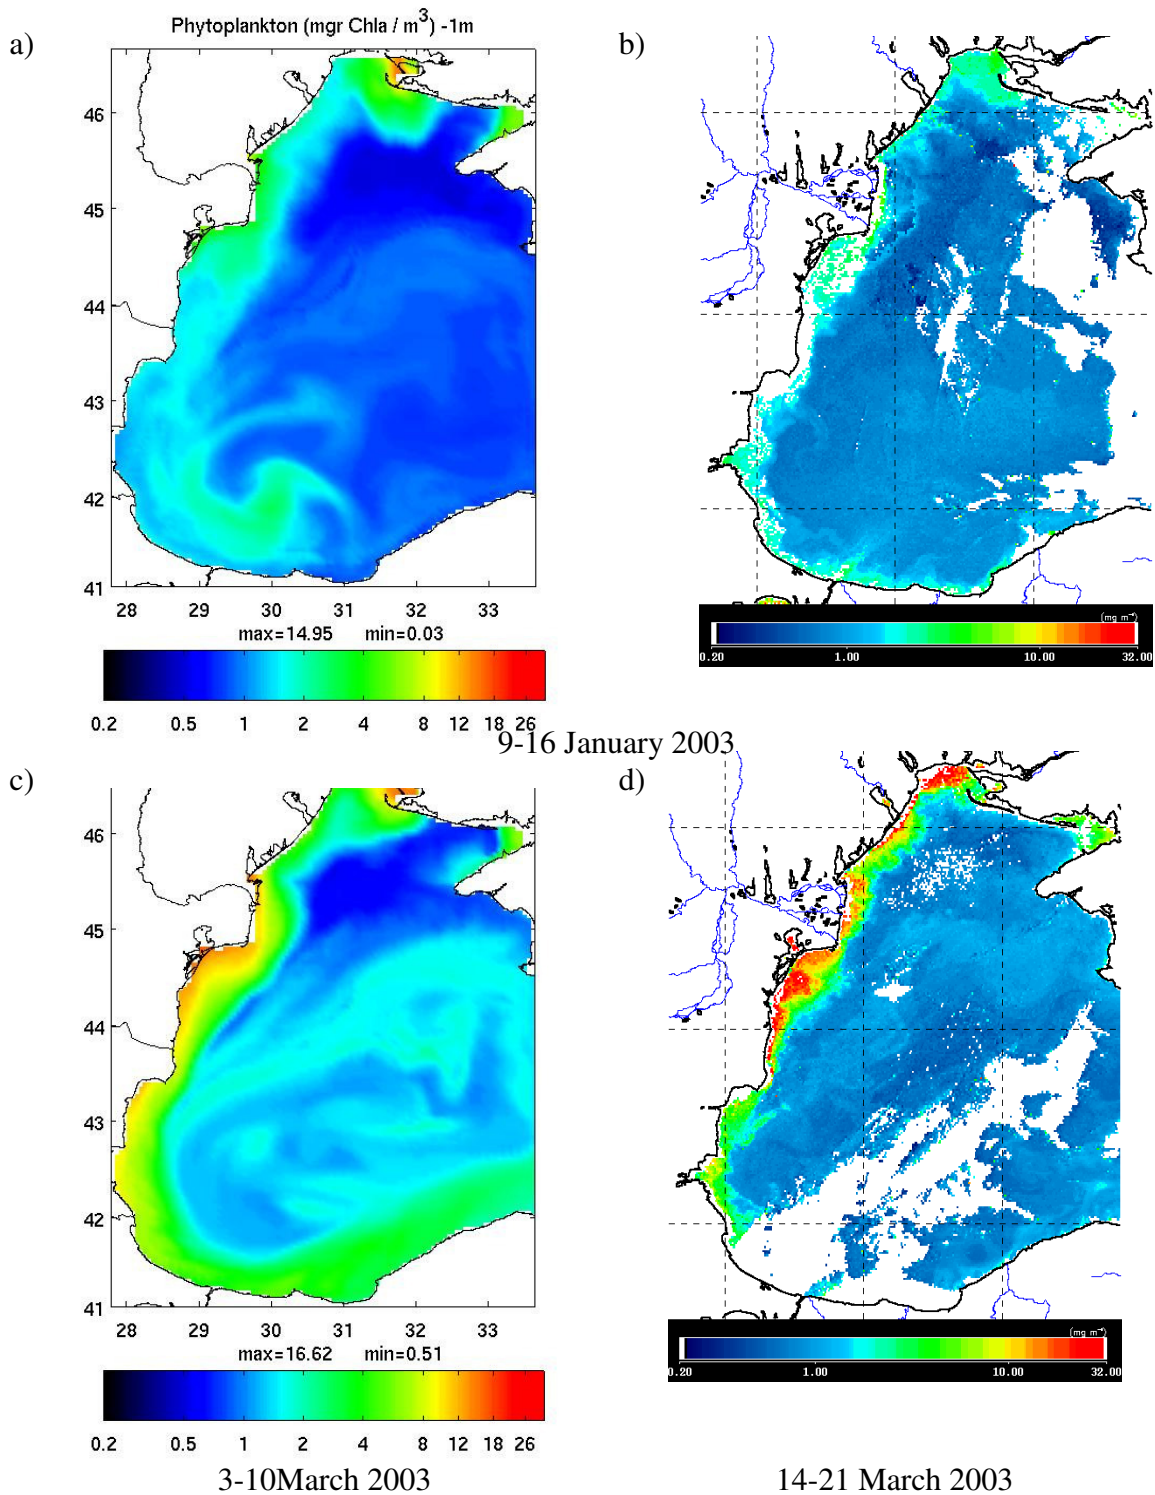 Phytoplankton (mgr Chla / m³) -1m
a)
b)
46
45
44
43
42
41
28 29 30 31 32 33
max=14.95 min=0.03
0.2 0.5 1 2 4 8 12 18 26
(mg m⁻³)
0.20 1.00 10.00 32.00
9-16 January 2003
c)
d)
46
45
44
43
42
41
28 29 30 31 32 33
max=16.62 min=0.51
0.2 0.5 1 2 4 8 12 18 26
(mg m⁻³)
0.20 1.00 10.00 32.00
3-10March 2003
14-21 March 2003